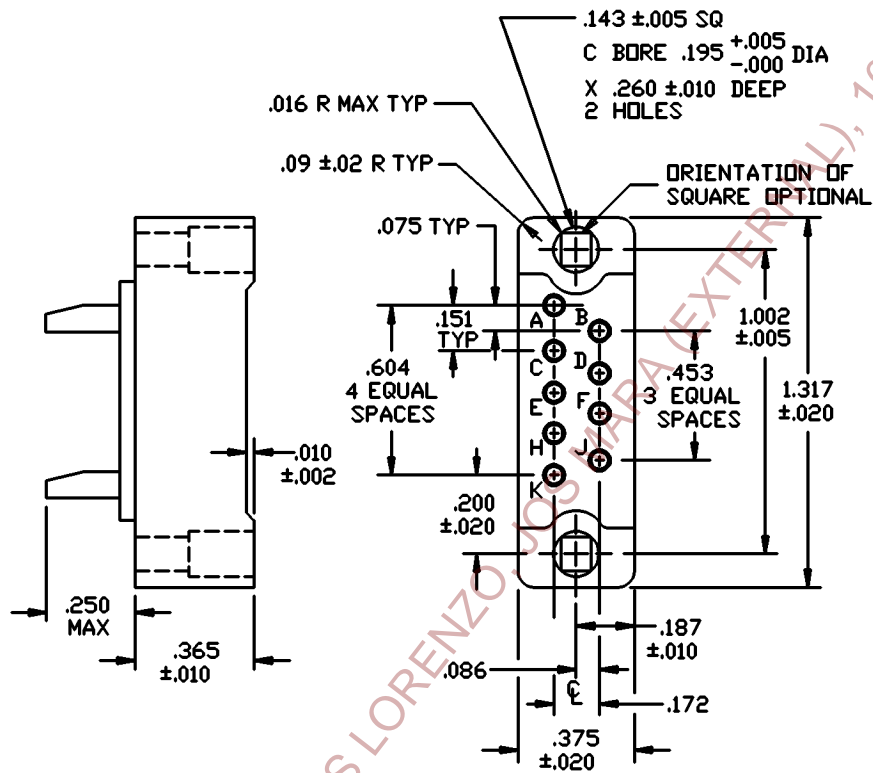 .143 ±.005 SQ
C BORE .195 +.005 -.000 DIA
X .260 ±.010 DEEP
2 HOLES
.016 R MAX TYP
.09 ±.02 R TYP
ORIENTATION OF
SQUARE OPTIONAL
.075 TYP
.151
TYP
A
B
C
D
E
F
H
J
K
1.002
±.005
.604
4 EQUAL
SPACES
.453
3 EQUAL
SPACES
1.317
±.020
.010
±.002
.200
±.020
.250
MAX
.365
±.010
.187
±.010
.086
CL
.172
.375
±.020
S LORENZO, JOS MARA (EXTERNAL), 1